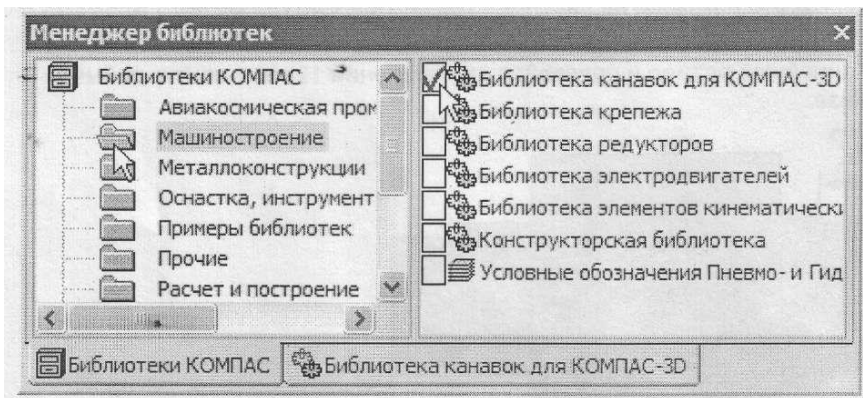 Менеджер библиотек
Библиотеки КОМПАС
Авиакосмическая пром
Машиностроение
Металлоконструкции
Оснастка, инструмент
Примеры библиотек
Прочие
Расчет и построение
Библиотека канавок для КОМПАС-3D
Библиотека крепежа
Библиотека редукторов
Библиотека электродвигателей
Библиотека элементов кинематически
Конструкторская библиотека
Условные обозначения Пневмо- и Гид
Библиотеки КОМПАС
Библиотека канавок для КОМПАС-3D